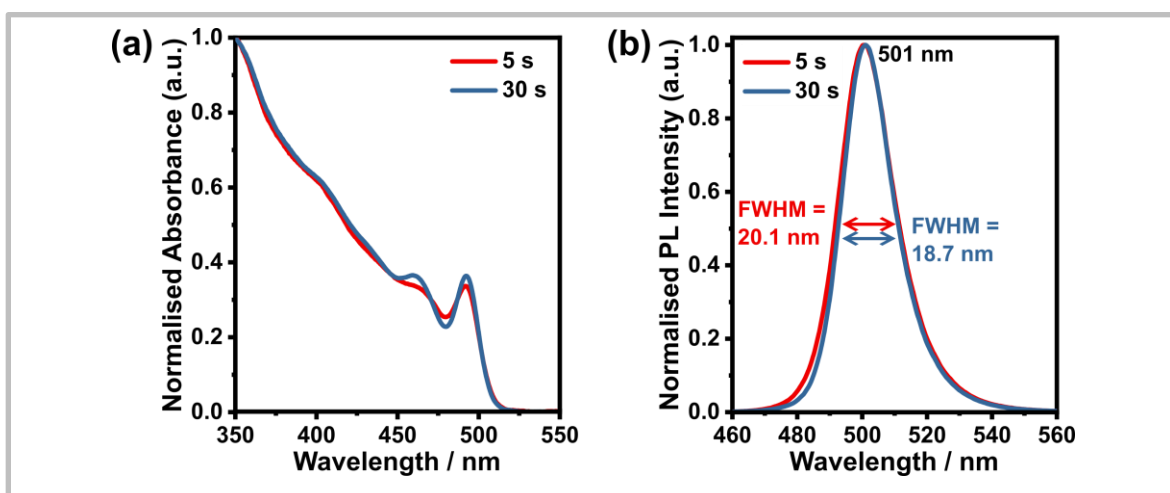 (a)
Normalised Absorbance (a.u.)
1.0
0.8
0.6
0.4
0.2
0.0
5 s
30 s
350 400 450 500 550
Wavelength / nm
(b)
Normalised PL Intensity (a.u.)
1.0
0.8
0.6
0.4
0.2
0.0
5 s
30 s
501 nm
FWHM =
20.1 nm
FWHM =
18.7 nm
460 480 500 520 540 560
Wavelength / nm